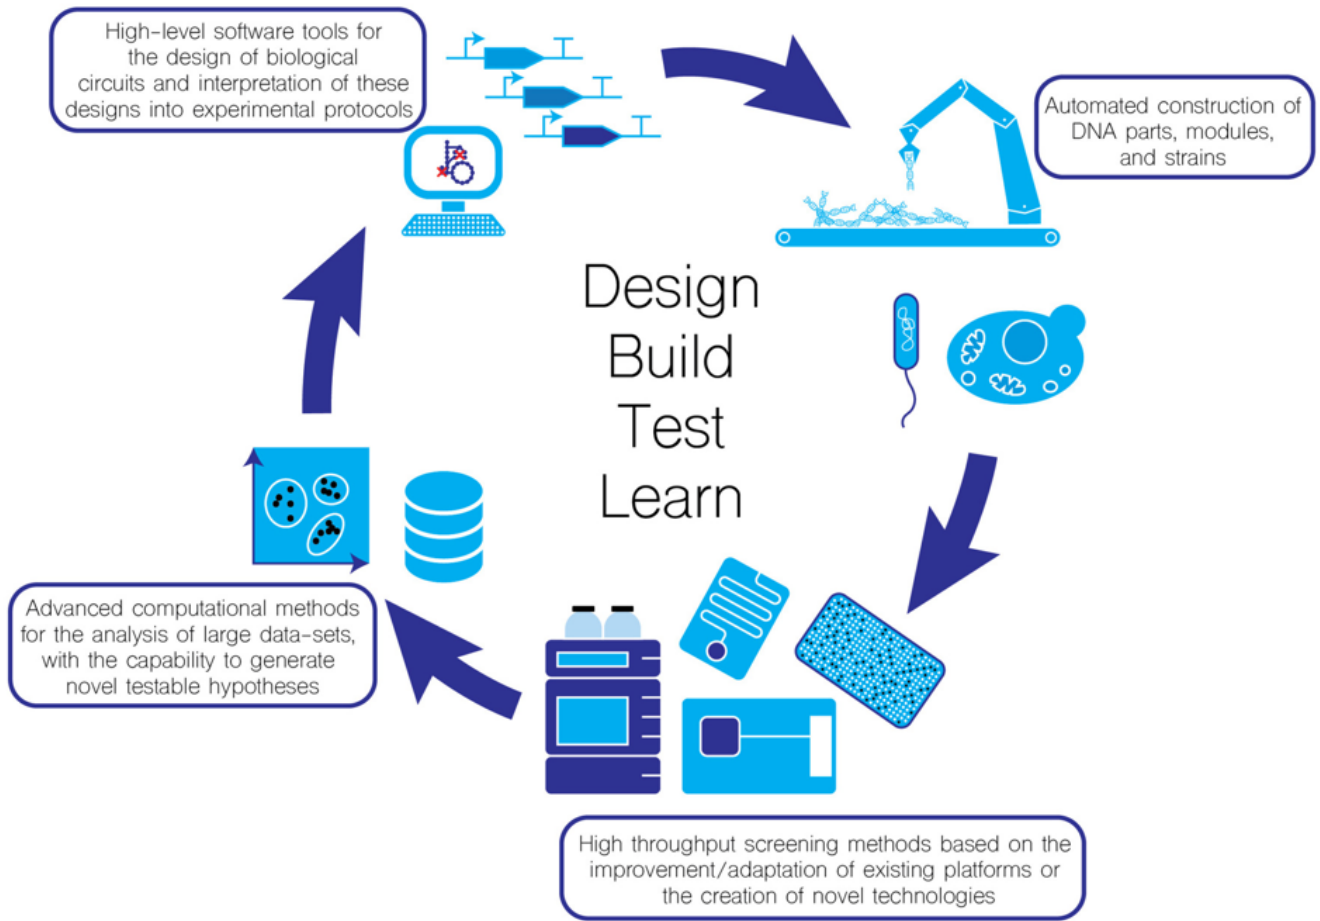 High-level software tools for
the design of biological
circuits and interpretation of these
designs into experimental protocols
Automated construction of
DNA parts, modules,
and strains
Design
Build
Test
Learn
Advanced computational methods
for the analysis of large data-sets,
with the capability to generate
novel testable hypotheses
High throughput screening methods based on the
improvement/adaptation of existing platforms or
the creation of novel technologies